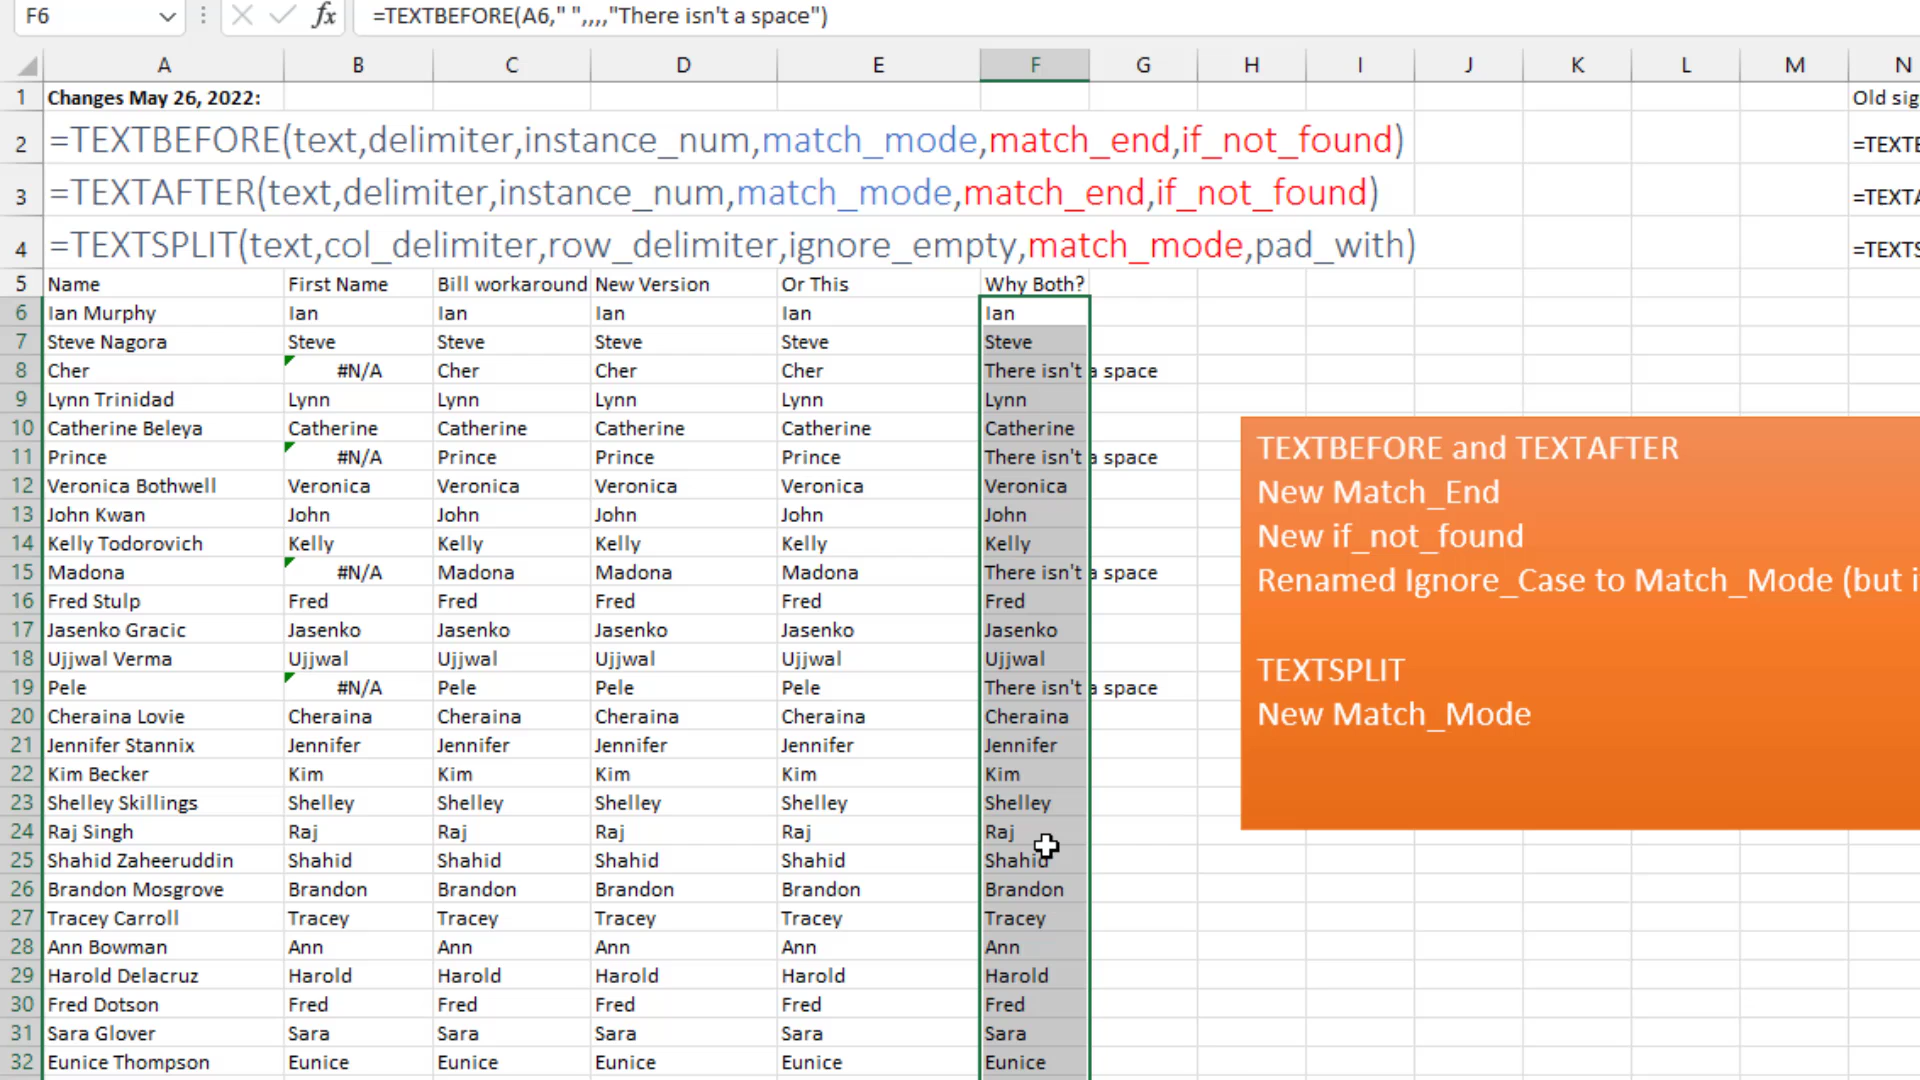 F6 fx =TEXTBEFORE(A6," ",,,,"There isn't a space")
A B C D E F G H I J K L M N
1 Changes May 26, 2022: Old sig
2 =TEXTBEFORE(text,delimiter,instance_num,match_mode,match_end,if_not_found) =TEXTBE
3 =TEXTAFTER(text,delimiter,instance_num,match_mode,match_end,if_not_found) =TEXTA
4 =TEXTSPLIT(text,col_delimiter,row_delimiter,ignore_empty,match_mode,pad_with) =TEXTS
5 Name First Name Bill workaround New Version Or This Why Both?
6 Ian Murphy Ian Ian Ian Ian Ian
7 Steve Nagora Steve Steve Steve Steve Steve
8 Cher #N/A Cher Cher Cher There isn't a space
9 Lynn Trinidad Lynn Lynn Lynn Lynn Lynn
10 Catherine Beleya Catherine Catherine Catherine Catherine Catherine
11 Prince #N/A Prince Prince Prince There isn't a space
12 Veronica Bothwell Veronica Veronica Veronica Veronica Veronica
13 John Kwan John John John John John
14 Kelly Todorovich Kelly Kelly Kelly Kelly Kelly
15 Madona #N/A Madona Madona Madona There isn't a space
16 Fred Stulp Fred Fred Fred Fred Fred
17 Jasenko Gracic Jasenko Jasenko Jasenko Jasenko Jasenko
18 Ujjwal Verma Ujjwal Ujjwal Ujjwal Ujjwal Ujjwal
19 Pele #N/A Pele Pele Pele There isn't a space
20 Cheraina Lovie Cheraina Cheraina Cheraina Cheraina Cheraina
21 Jennifer Stannix Jennifer Jennifer Jennifer Jennifer Jennifer
22 Kim Becker Kim Kim Kim Kim Kim
23 Shelley Skillings Shelley Shelley Shelley Shelley Shelley
24 Raj Singh Raj Raj Raj Raj Raj
25 Shahid Zaheeruddin Shahid Shahid Shahid Shahid Shahid
26 Brandon Mosgrove Brandon Brandon Brandon Brandon Brandon
27 Tracey Carroll Tracey Tracey Tracey Tracey Tracey
28 Ann Bowman Ann Ann Ann Ann Ann
29 Harold Delacruz Harold Harold Harold Harold Harold
30 Fred Dotson Fred Fred Fred Fred Fred
31 Sara Glover Sara Sara Sara Sara Sara
32 Eunice Thompson Eunice Eunice Eunice Eunice Eunice
TEXTBEFORE and TEXTAFTER
New Match_End
New if_not_found
Renamed Ignore_Case to Match_Mode (but i
TEXTSPLIT
New Match_Mode